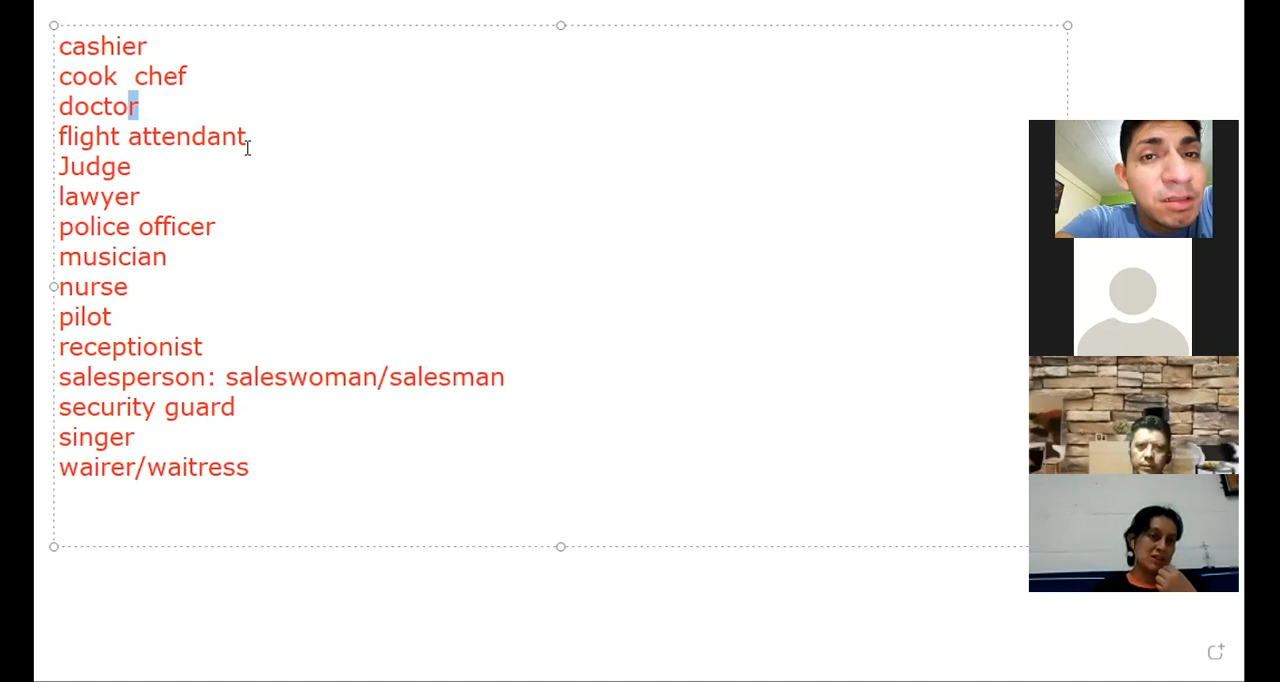 cashier
cook  chef
doctor
flight attendant
Judge
lawyer
police officer
musician
nurse
pilot
receptionist
salesperson: saleswoman/salesman
security guard
singer
wairer/waitress